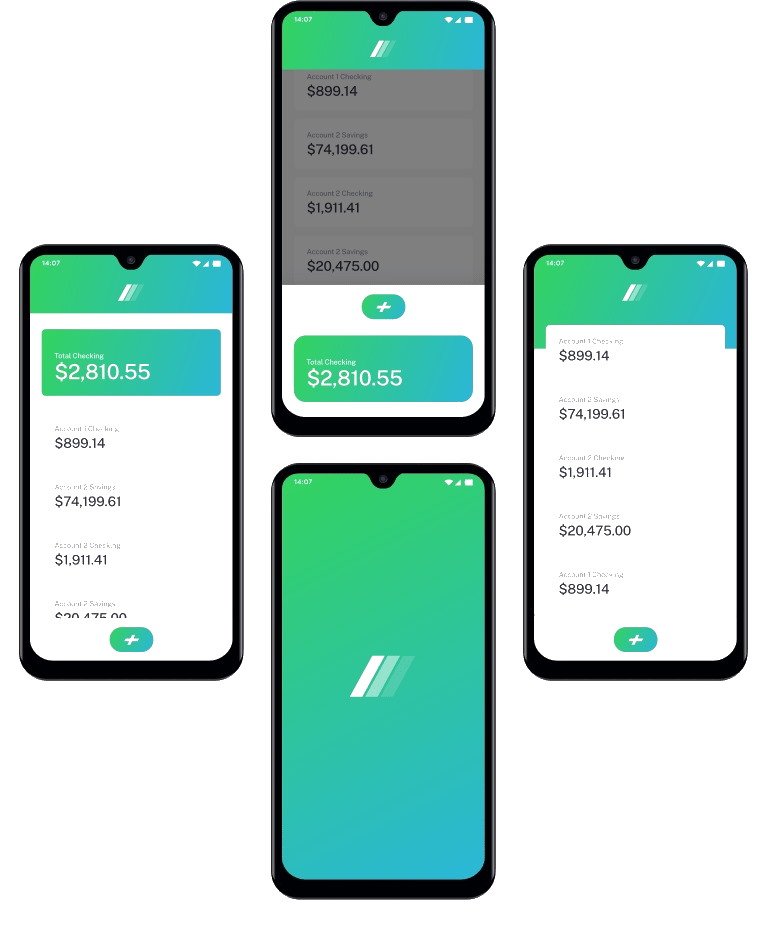 14:07
Account 1 Checking
$899.14
Account 2 Savings
$74,199.61
Account 2 Checking
$1,911.41
Account 2 Savings
$20,475.00
Total Checking
$2,810.55
14:07
Total Checking
$2,810.55
Account 1 Checking
$899.14
Account 2 Savings
$74,199.61
Account 2 Checking
$1,911.41
Account 2 Savings
$20,475.00
14:07
Account 1 Checking
$899.14
Account 2 Savings
$74,199.61
Account 2 Checking
$1,911.41
Account 2 Savings
$20,475.00
Account 1 Checking
$899.14
14:07